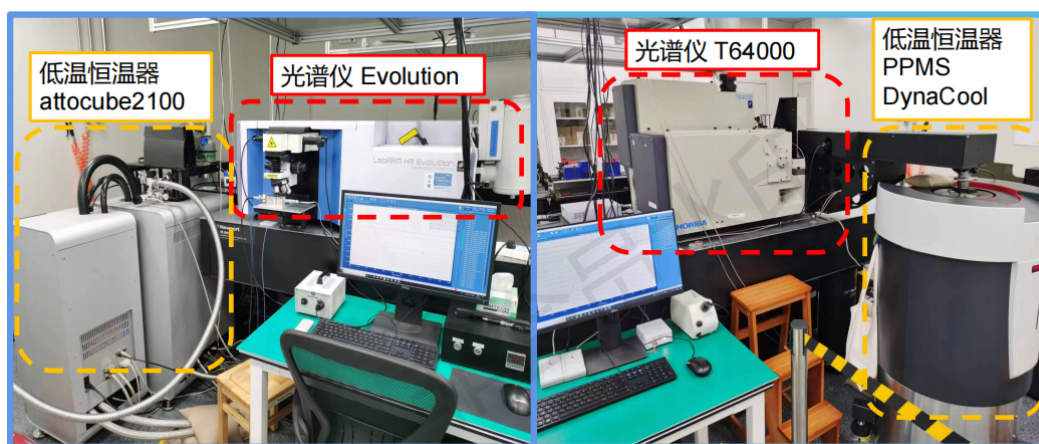 低温恒温器
attocube2100
光谱仪 Evolution
LabRAM HR Evolution
Newport
光谱仪 T64000
HORIBA
低温恒温器
PPMS
DynaCool